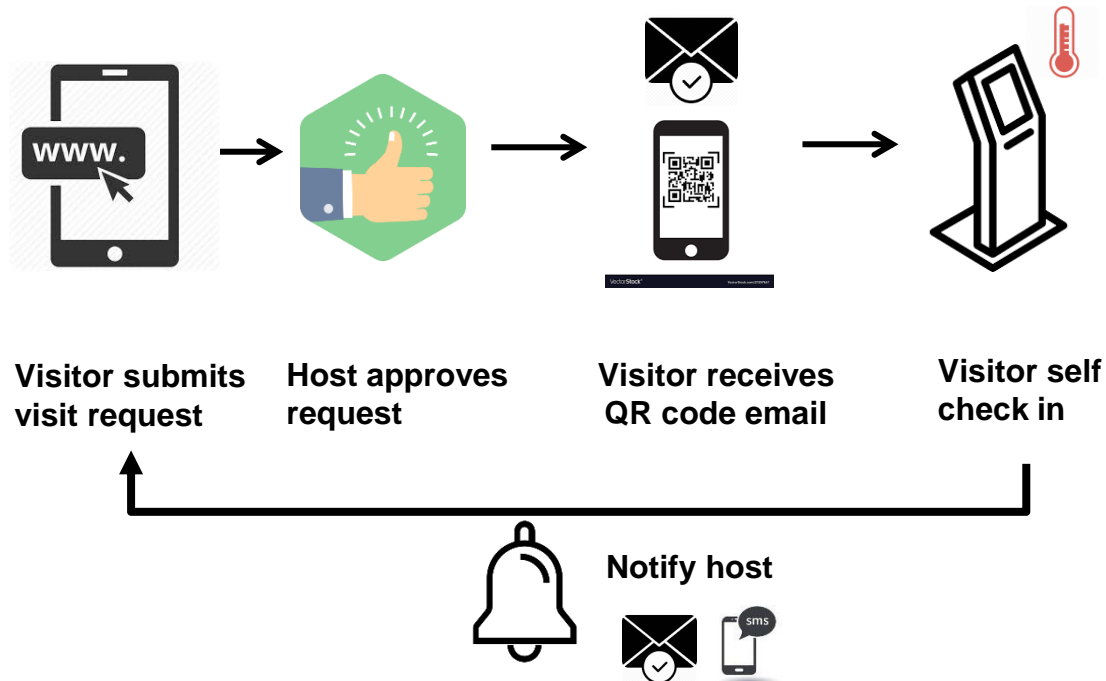 www.
VectorStock
Visitor submits
visit request
Host approves
request
Visitor receives
QR code email
Visitor self
check in
Notify host
sms